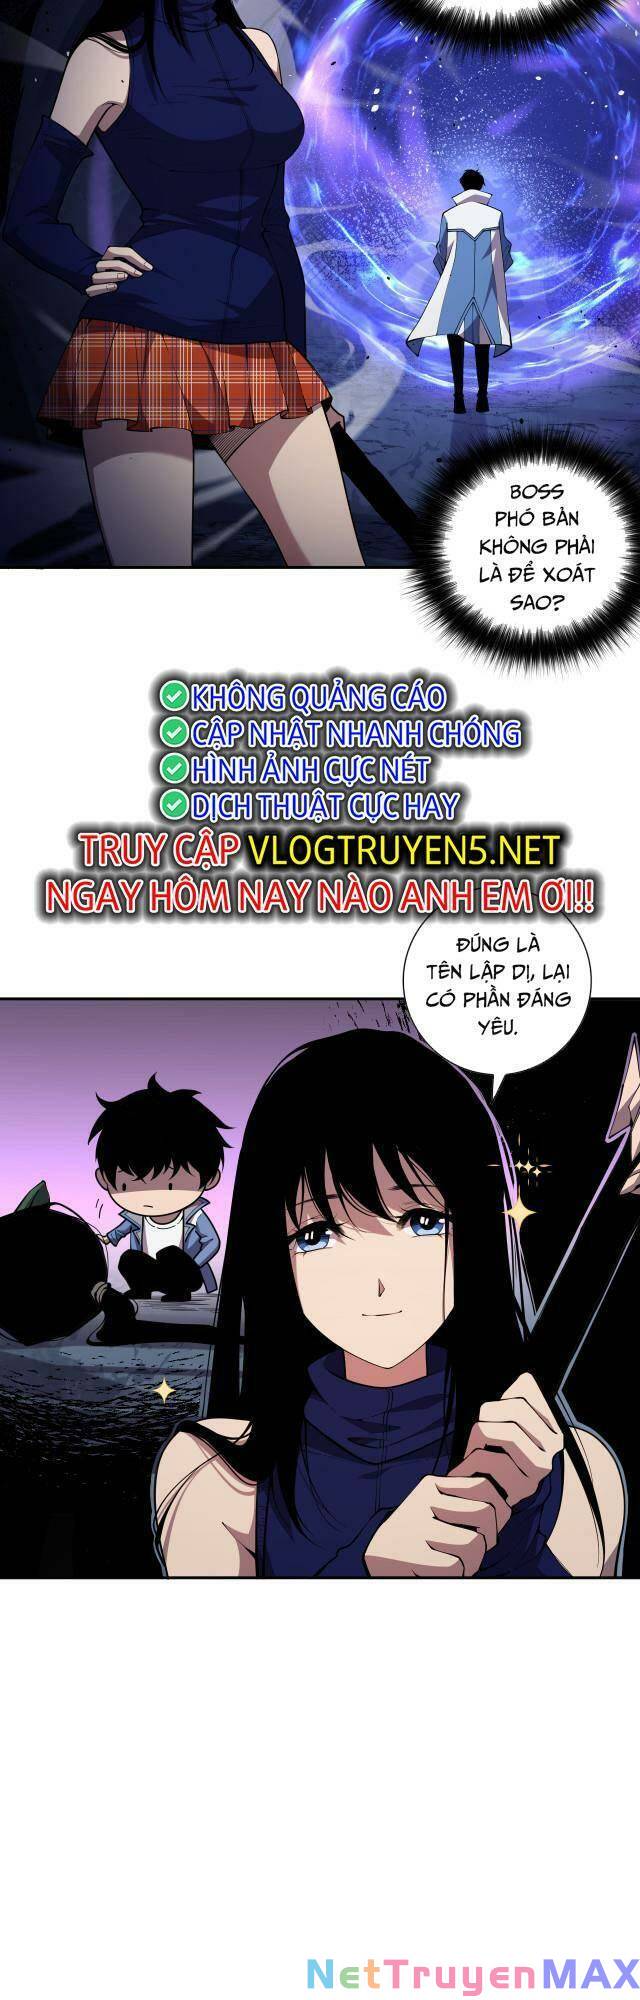 BOSS
PHÓ BẢN
KHÔNG PHẢI
LÀ ĐỂ XOÁT
SAO?
KHÔNG QUẢNG CÁO
CẬP NHẬT NHANH CHÓNG
HÌNH ẢNH CỰC NÉT
DỊCH THUẬT CỰC HAY
TRUY CẬP VLOGTRUYEN5.NET
NGAY HÔM NAY NÀO ANH EM ƠI!!
ĐÚNG LÀ
TÊN LẬP DỊ, LẠI
CÓ PHẦN ĐÁNG
YÊU.
NetTruyenMAX